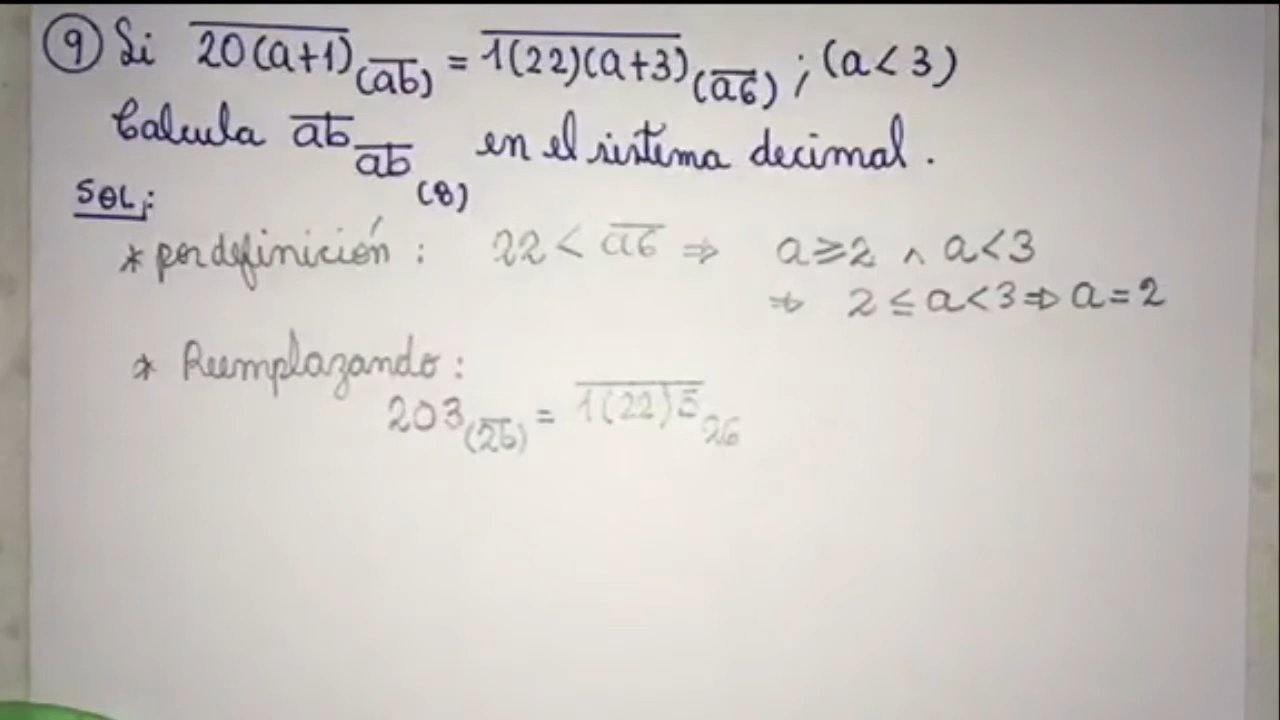 ⑨ Si 20(a+1)(ab) = 1(22)(a+3)(a6) ; (a<3)
Calcula ab ab (8) en el sistema decimal.
SOL:
* por definición : 22 < a6 ⇒ a≥2 ∧ a<3
⇒ 2 ≤ a<3 ⇒ a=2
* Reemplazando :
203(2b) = 1(22)5 26